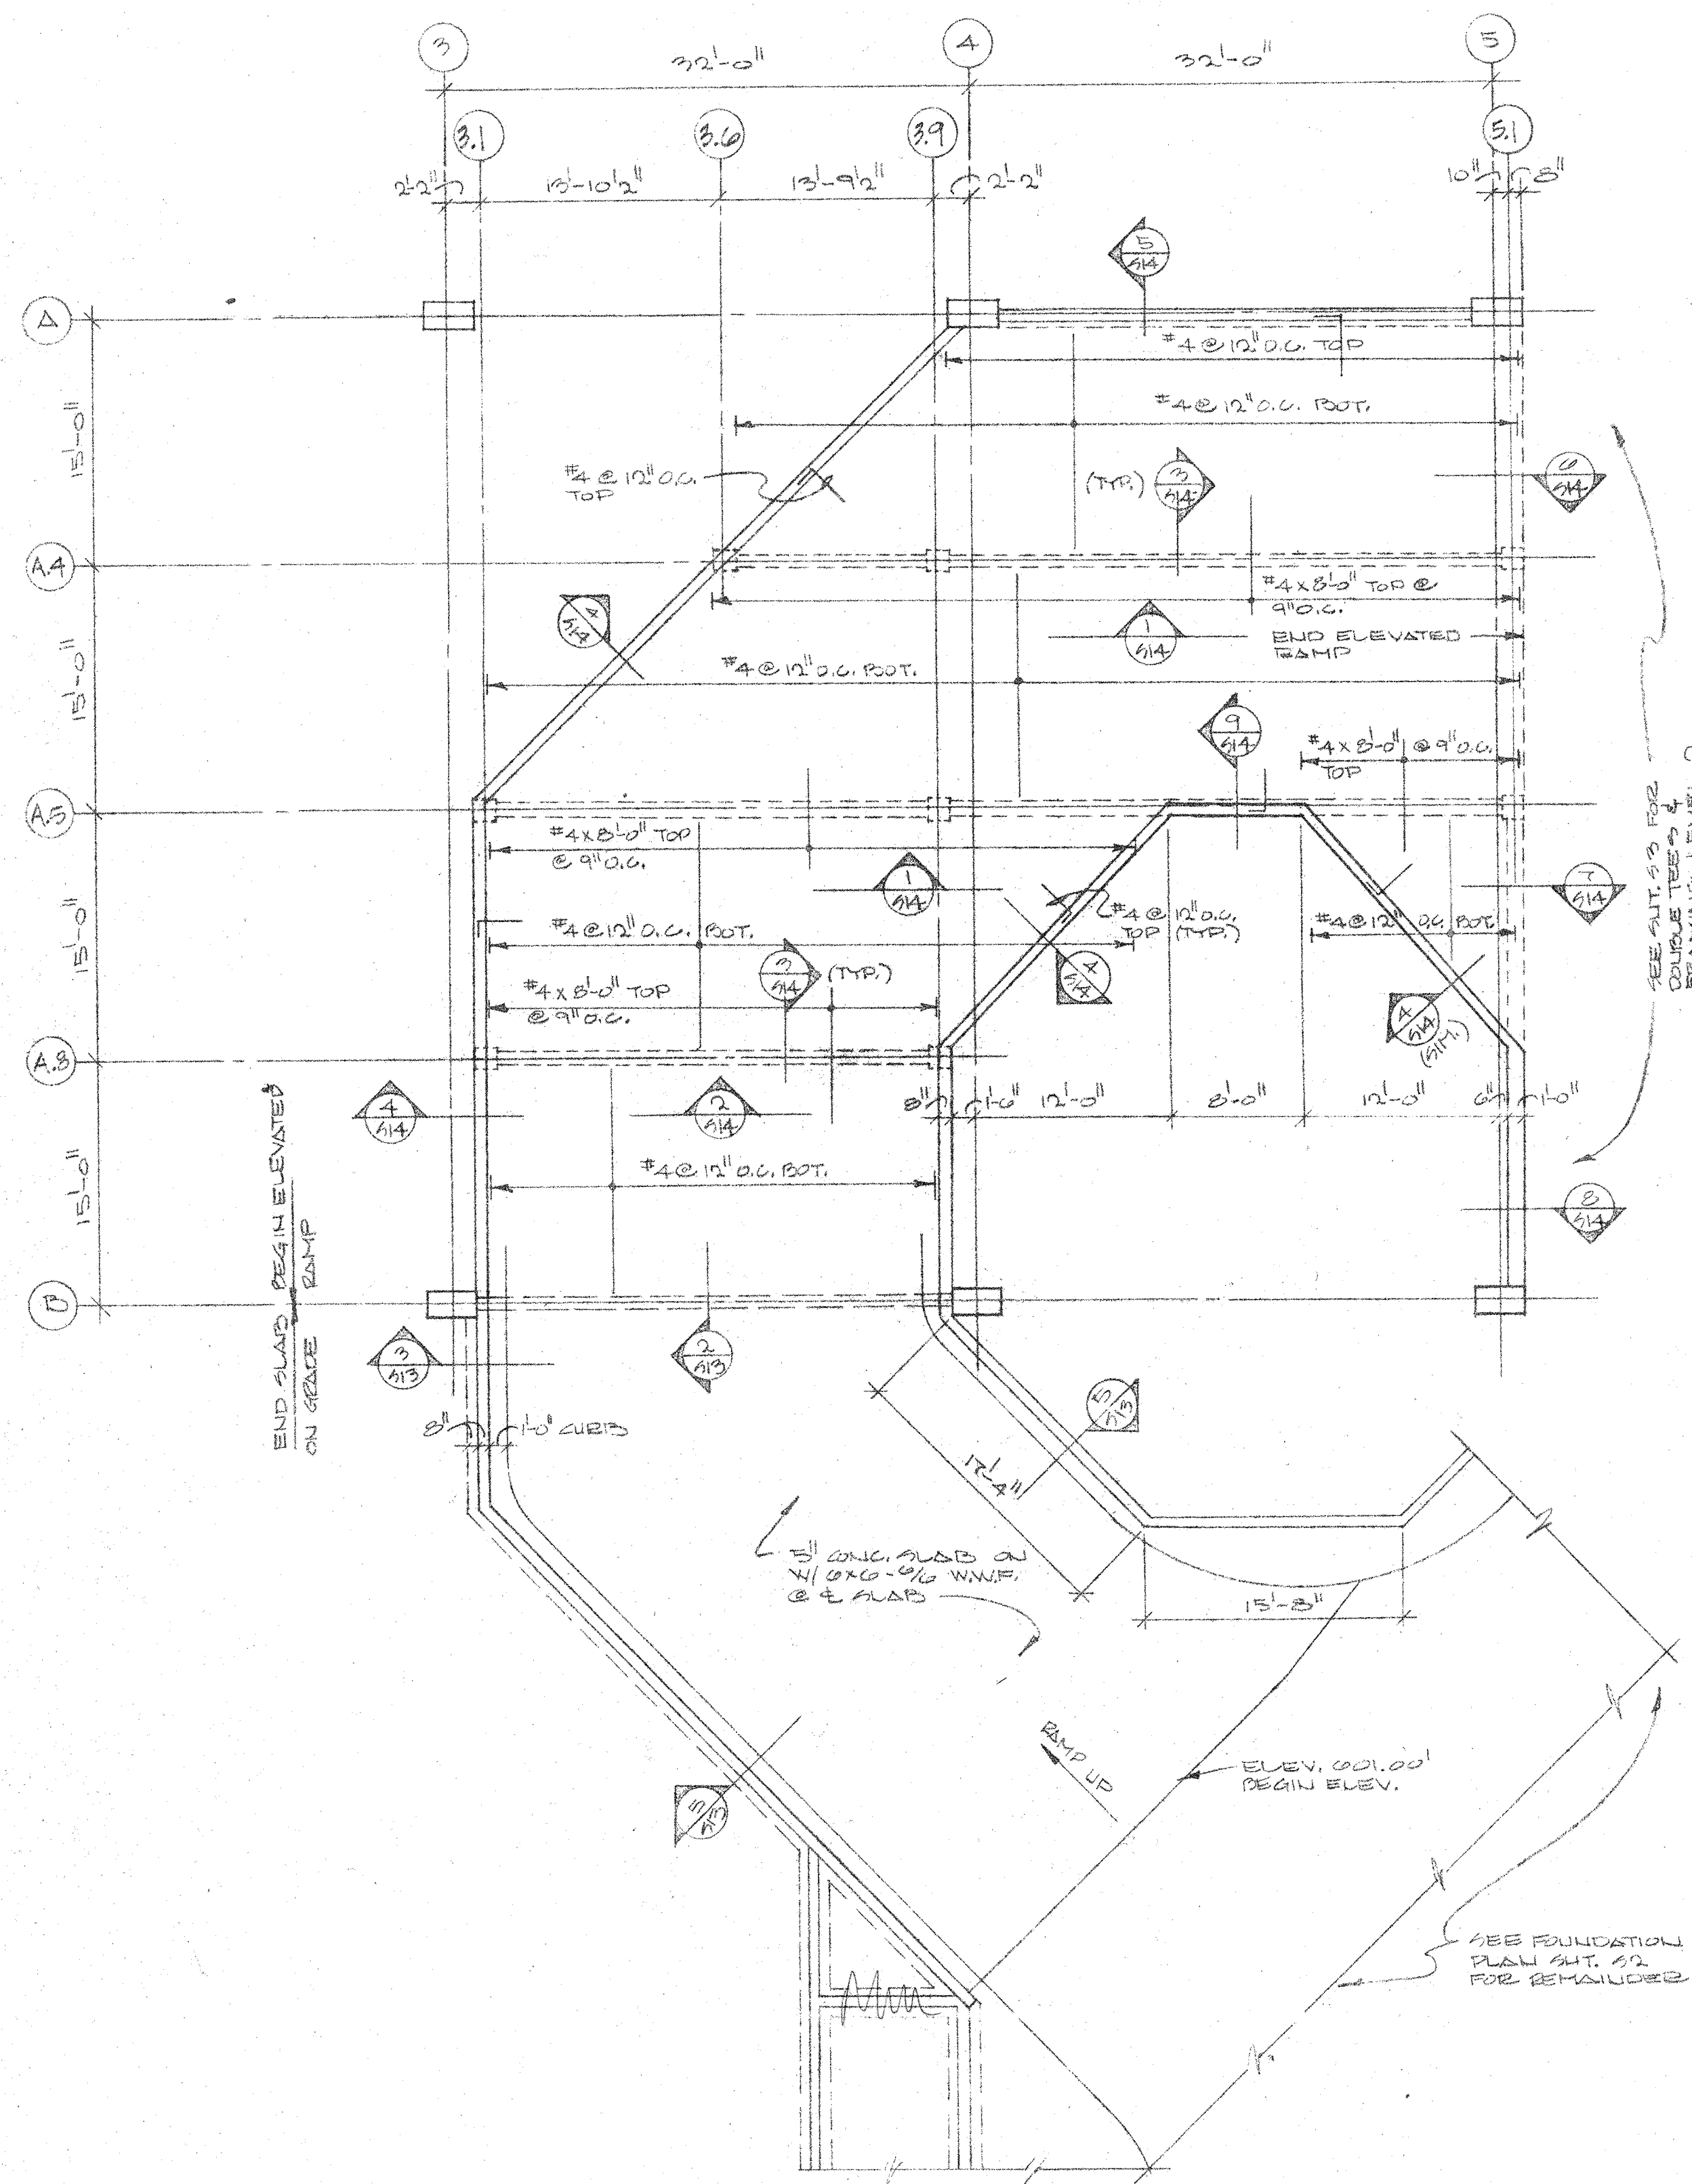 3
4
5
32'-0"
32'-0"
3.1
3.6
3.9
5.1
2'-2"
13'-10½"
13'-9½"
2'-2"
10"
8"
5
S14
A
#4 @ 12" O.C. TOP
#4 @ 12" O.C. BOT.
15'-0"
#4 @ 12" O.C.
TOP
(TYP.)
3
S14
6
S14
A.4
#4 x 8'-0" TOP @
9" O.C.
4
S14
1
S14
END ELEVATED
RAMP
15'-0"
#4 @ 12" O.C. BOT.
9
S14
#4 x 8'-0" @ 9" O.C.
TOP
A.5
#4 x 8'-0" TOP
@ 9" O.C.
1
S14
7
S14
SEE SHT. S3 FOR
DOUBLE TEES &
15'-0"
#4 @ 12" O.C. BOT.
#4 @ 12" O.C.
TOP (TYP.)
#4 @ 12" O.C. BOT.
3
S14
(TYP.)
4
S14
#4 x 8'-0" TOP
@ 9" O.C.
4
S14
(SIM.)
A.8
4
S14
2
S14
8"
1'-6"
12'-0"
8'-0"
12'-0"
6"
1'-0"
15'-0"
#4 @ 12" O.C. BOT.
8
S14
END SLAB BEGIN ELEVATED
ON GRADE RAMP
B
3
S13
2
S13
5
S13
8"
1'-0" CURB
17'-4"
5" CONC. SLAB ON
W/ 6x6-6/6 W.W.F.
@ ℄ SLAB
15'-8"
RAMP UP
ELEV. 601.00'
BEGIN ELEV.
5
S13
SEE FOUNDATION
PLAN SHT. S2
FOR REMAINDER